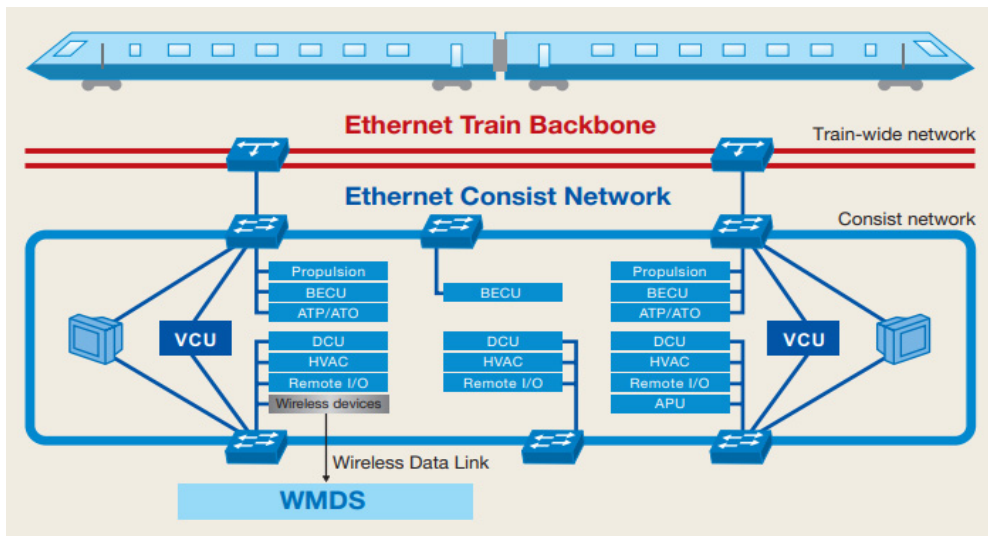 Ethernet Train Backbone
Train-wide network
Ethernet Consist Network
Consist network
Propulsion
BECU
ATP/ATO
VCU
DCU
HVAC
Remote I/O
Wireless devices
BECU
DCU
HVAC
Remote I/O
Propulsion
BECU
ATP/ATO
DCU
HVAC
Remote I/O
APU
VCU
Wireless Data Link
WMDS